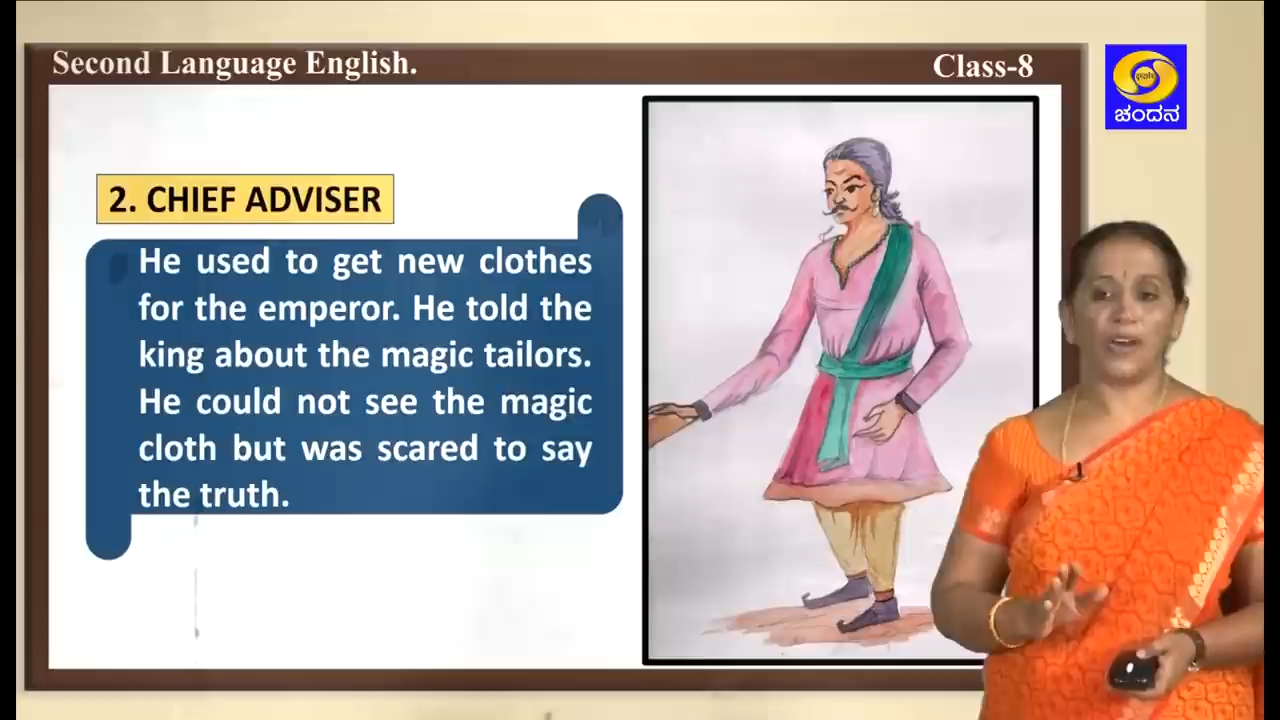 Second Language English.
Class-8
ಚಂದನ
2. CHIEF ADVISER
He used to get new clothes
for the emperor. He told the
king about the magic tailors.
He could not see the magic
cloth but was scared to say
the truth.